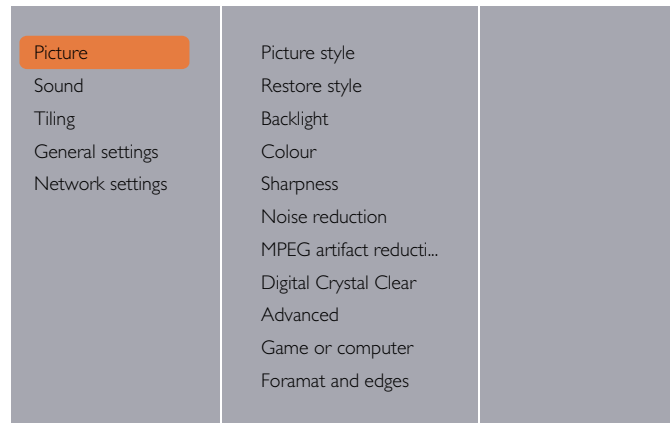 Picture
Sound
Tiling
General settings
Network settings
Picture style
Restore style
Backlight
Colour
Sharpness
Noise reduction
MPEG artifact reducti...
Digital Crystal Clear
Advanced
Game or computer
Foramat and edges